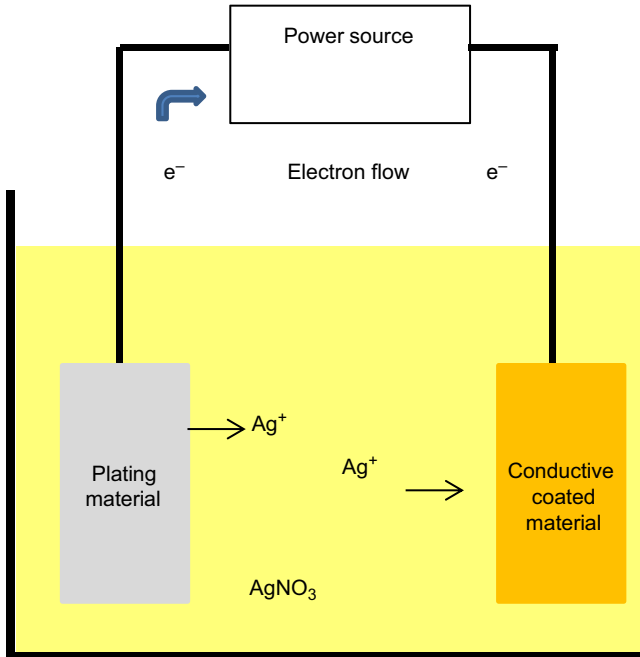 Power source
e⁻ Electron flow e⁻
Ag⁺
Ag⁺
Plating
material
Conductive
coated
material
AgNO₃